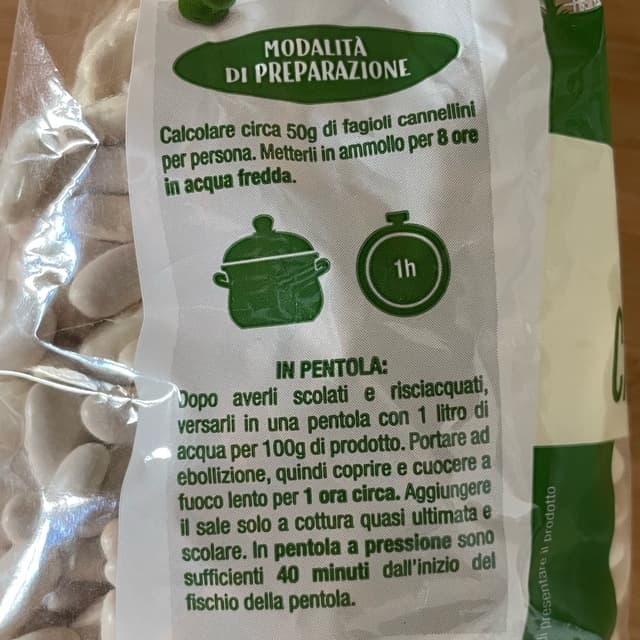 MODALITÀ
DI PREPARAZIONE
Calcolare circa 50g di fagioli cannellini
per persona. Metterli in ammollo per 8 ore
in acqua fredda.
1h
IN PENTOLA:
Dopo averli scolati e risciacquati,
versarli in una pentola con 1 litro di
acqua per 100g di prodotto. Portare ad
ebollizione, quindi coprire e cuocere a
fuoco lento per 1 ora circa. Aggiungere
il sale solo a cottura quasi ultimata e
scolare. In pentola a pressione sono
sufficienti 40 minuti dall'inizio del
fischio della pentola.
presentare il prodotto